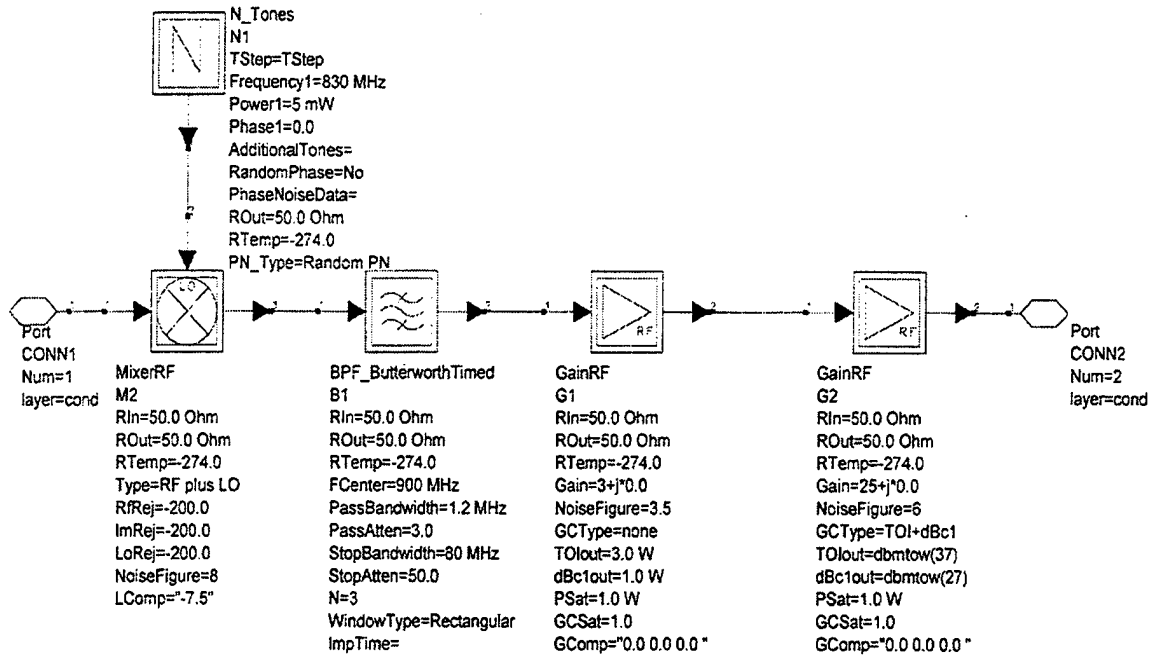 N_Tones
N1
TStep=TStep
Frequency1=830 MHz
Power1=5 mW
Phase1=0.0
AdditionalTones=
RandomPhase=No
PhaseNoiseData=
ROut=50.0 Ohm
RTemp=-274.0
PN_Type=Random PN
LO
RF
RF
Port
CONN1
Num=1
layer=cond
MixerRF
M2
RIn=50.0 Ohm
ROut=50.0 Ohm
RTemp=-274.0
Type=RF plus LO
RfRej=-200.0
ImRej=-200.0
LoRej=-200.0
NoiseFigure=8
LComp="-7.5"
BPF_ButterworthTimed
B1
RIn=50.0 Ohm
ROut=50.0 Ohm
RTemp=-274.0
FCenter=900 MHz
PassBandwidth=1.2 MHz
PassAtten=3.0
StopBandwidth=80 MHz
StopAtten=50.0
N=3
WindowType=Rectangular
ImpTime=
GainRF
G1
RIn=50.0 Ohm
ROut=50.0 Ohm
RTemp=-274.0
Gain=3+j*0.0
NoiseFigure=3.5
GCType=none
TOIout=3.0 W
dBc1out=1.0 W
PSat=1.0 W
GCSat=1.0
GComp="0.0 0.0 0.0 "
GainRF
G2
RIn=50.0 Ohm
ROut=50.0 Ohm
RTemp=-274.0
Gain=25+j*0.0
NoiseFigure=6
GCType=TOI+dBc1
TOIout=dbmtow(37)
dBc1out=dbmtow(27)
PSat=1.0 W
GCSat=1.0
GComp="0.0 0.0 0.0 "
Port
CONN2
Num=2
layer=cond